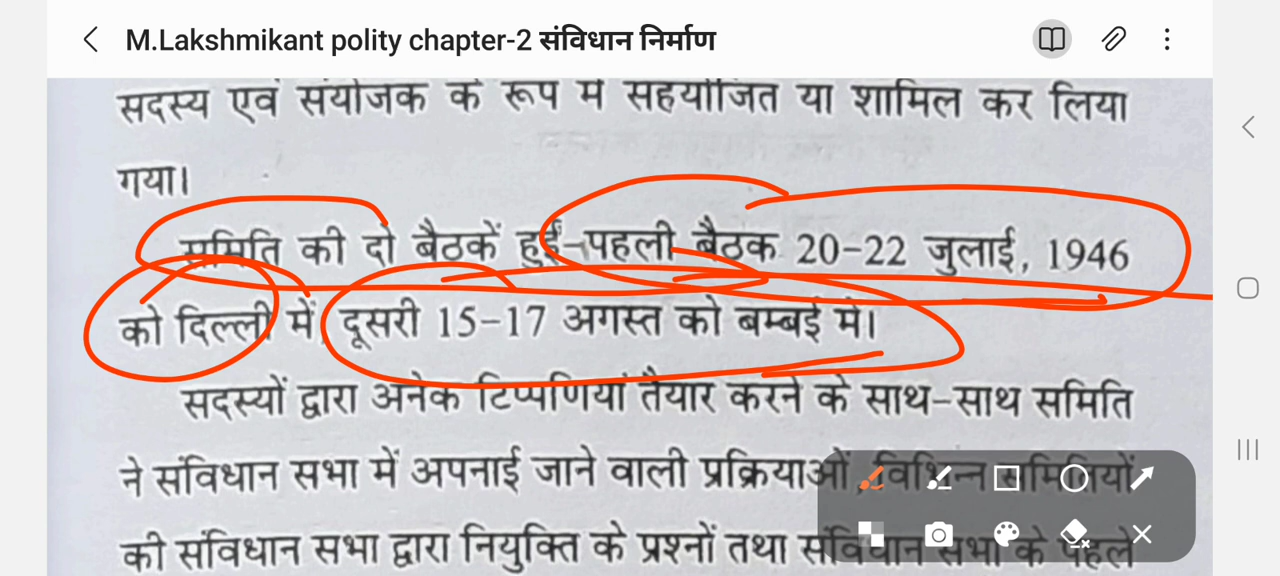 M.Lakshmikant polity chapter-2 संविधान निर्माण
सदस्य एवं संयोजक के रूप में सहयोजित या शामिल कर लिया
गया।
समिति की दो बैठकें हुईं-पहली बैठक 20-22 जुलाई, 1946
को दिल्ली में दूसरी 15-17 अगस्त को बम्बई में।
सदस्यों द्वारा अनेक टिप्पणियां तैयार करने के साथ-साथ समिति
ने संविधान सभा में अपनाई जाने वाली प्रक्रियाओं, विभिन्न समितियों
की संविधान सभा द्वारा नियुक्ति के प्रश्नों तथा संविधान सभा के पहले